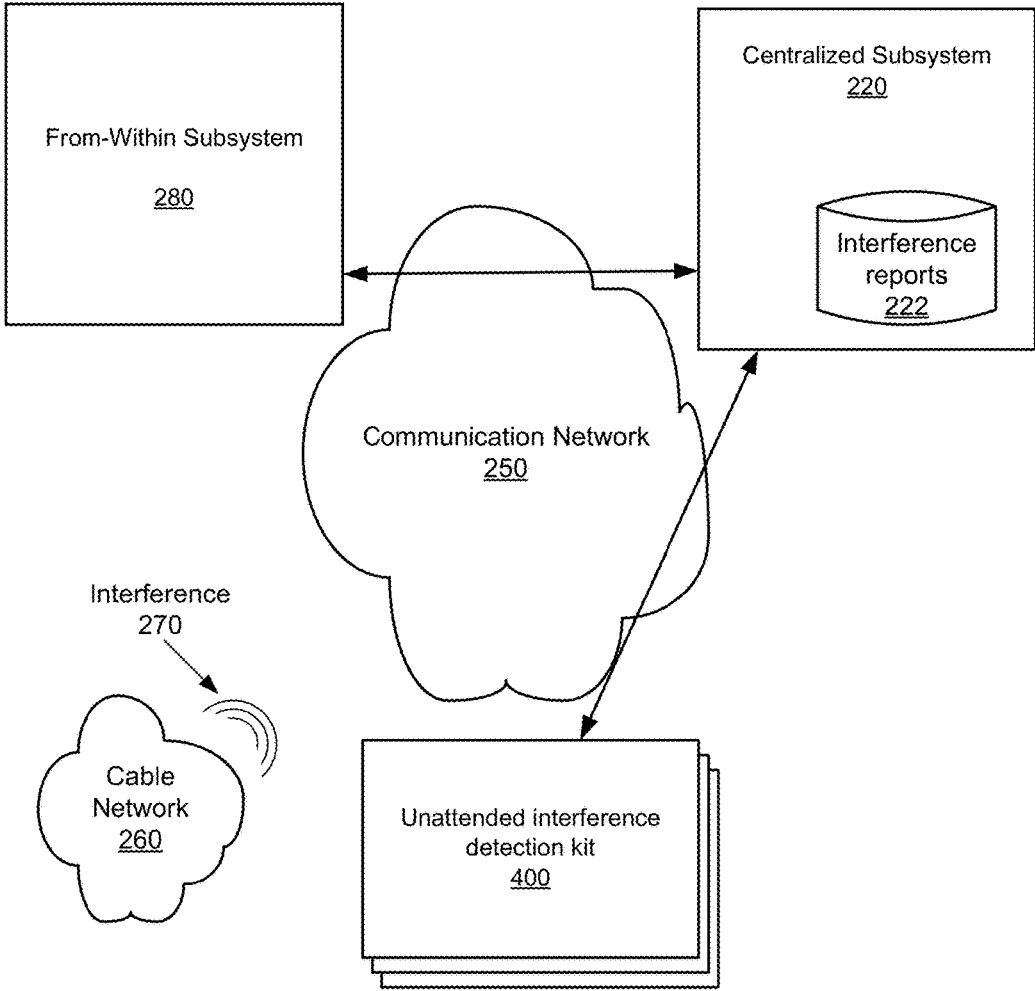 From-Within Subsystem
280
Centralized Subsystem
220
Interference
reports
222
Communication Network
250
Interference
270
Cable
Network
260
Unattended interference
detection kit
400